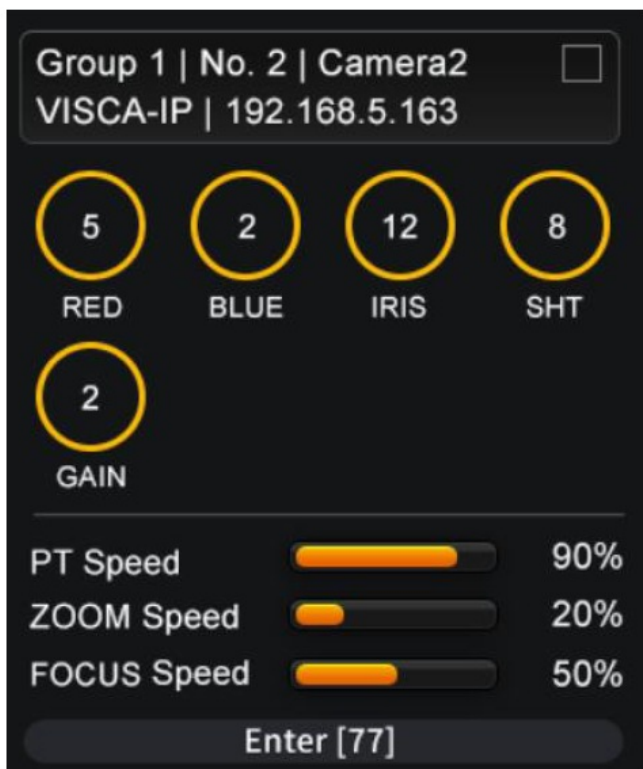 Group 1 | No. 2 | Camera2
VISCA-IP | 192.168.5.163
5 2 12 8
RED BLUE IRIS SHT
2
GAIN
PT Speed 90%
ZOOM Speed 20%
FOCUS Speed 50%
Enter [77]